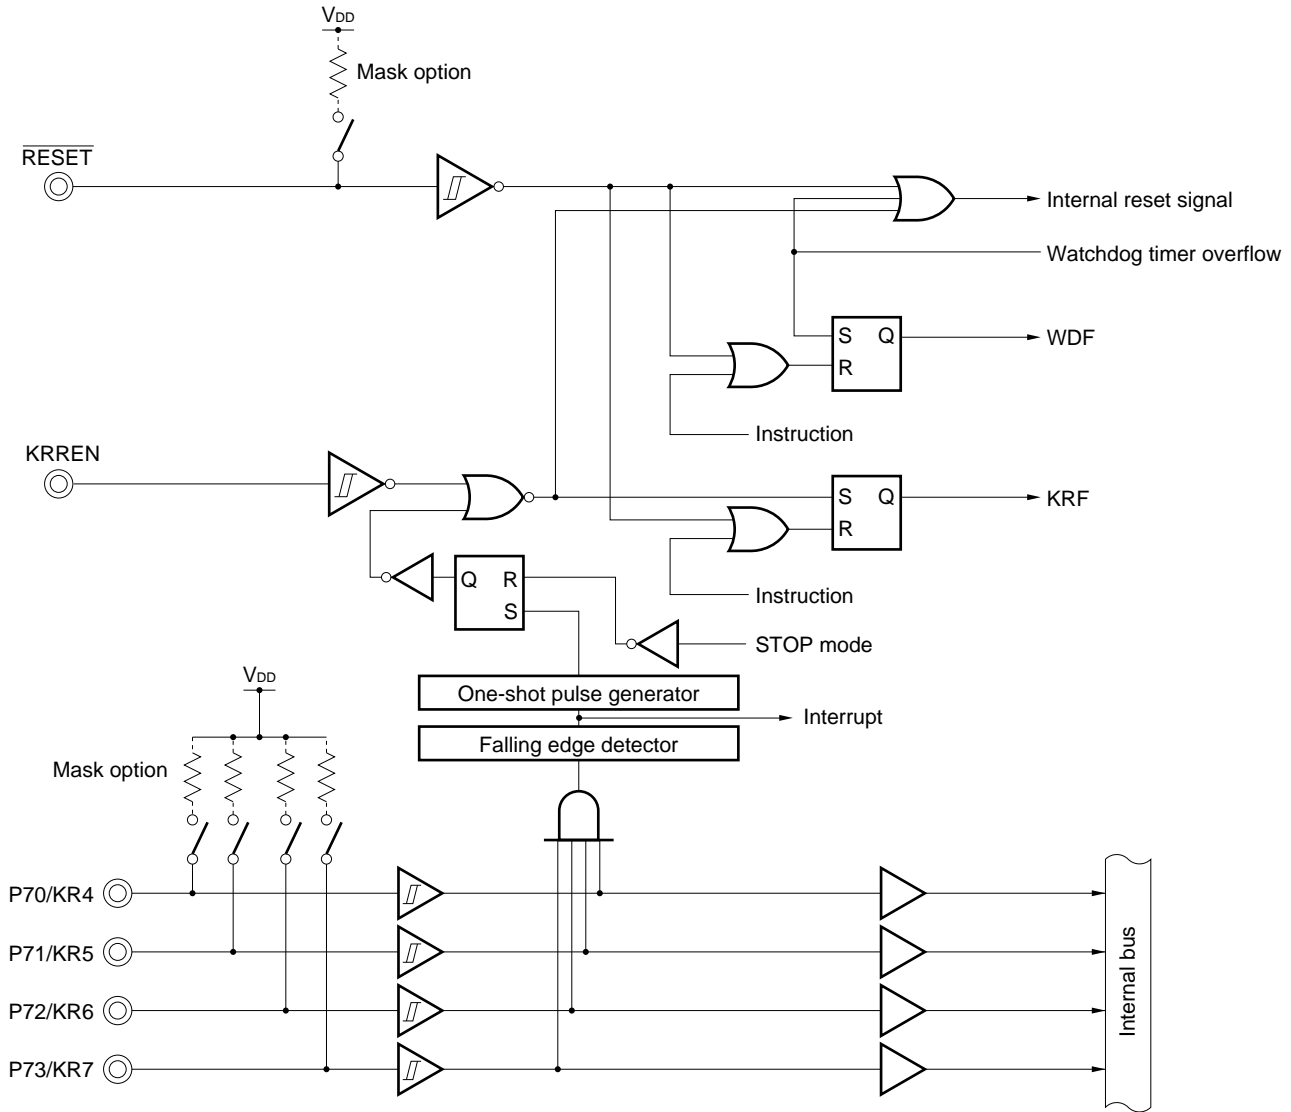 VDD
Mask option
RESET
Internal reset signal
Watchdog timer overflow
S Q
R
WDF
Instruction
KRREN
S Q
R
KRF
Q R
S
Instruction
STOP mode
VDD
One-shot pulse generator
Interrupt
Falling edge detector
Mask option
P70/KR4
P71/KR5
P72/KR6
P73/KR7
Internal bus